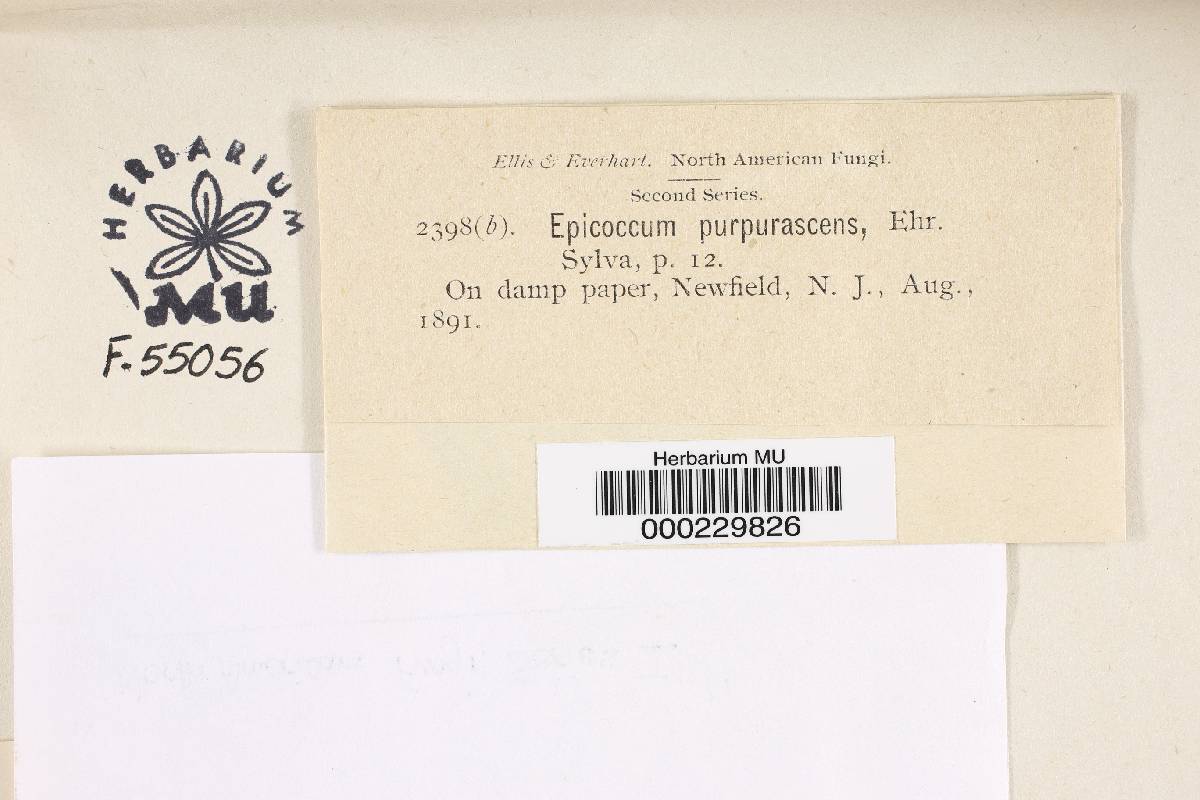 HERBARIUM
MU
F. 55056
Ellis & Everhart. North American Fungi.
Second Series.
2398(b). Epicoccum purpurascens, Ehr.
Sylva, p. 12.
On damp paper, Newfield, N. J., Aug.,
1891.
Herbarium MU
000229826